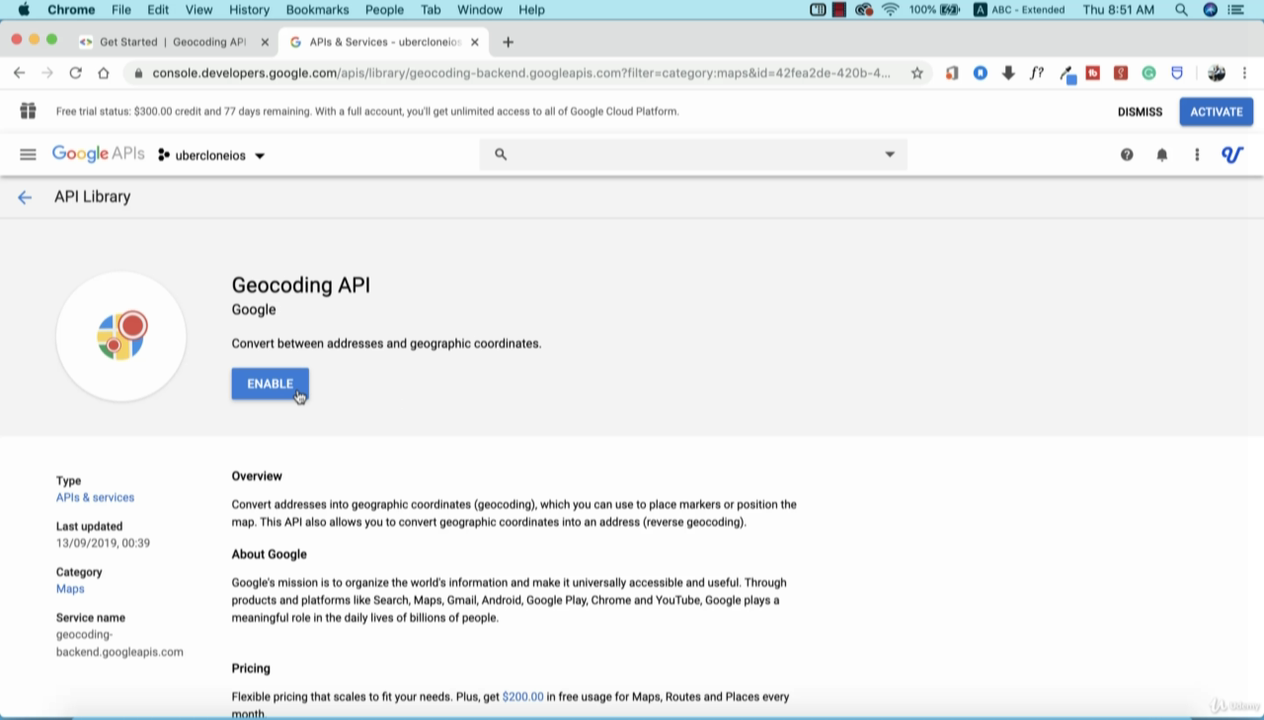 Chrome File Edit View History Bookmarks People Tab Window Help 100% A ABC - Extended Thu 8:51 AM
Get Started | Geocoding API APIs & Services - ubercloneios
console.developers.google.com/apis/library/geocoding-backend.googleapis.com?filter=category:maps&id=42fea2de-420b-4... f?
Free trial status: $300.00 credit and 77 days remaining. With a full account, you'll get unlimited access to all of Google Cloud Platform. DISMISS ACTIVATE
Google APIs ubercloneios
API Library
Geocoding API
Google
Convert between addresses and geographic coordinates.
ENABLE
Type
APIs & services
Last updated
13/09/2019, 00:39
Category
Maps
Service name
geocoding-
backend.googleapis.com
Overview
Convert addresses into geographic coordinates (geocoding), which you can use to place markers or position the
map. This API also allows you to convert geographic coordinates into an address (reverse geocoding).
About Google
Google's mission is to organize the world's information and make it universally accessible and useful. Through
products and platforms like Search, Maps, Gmail, Android, Google Play, Chrome and YouTube, Google plays a
meaningful role in the daily lives of billions of people.
Pricing
Flexible pricing that scales to fit your needs. Plus, get $200.00 in free usage for Maps, Routes and Places every
month.
Udemy